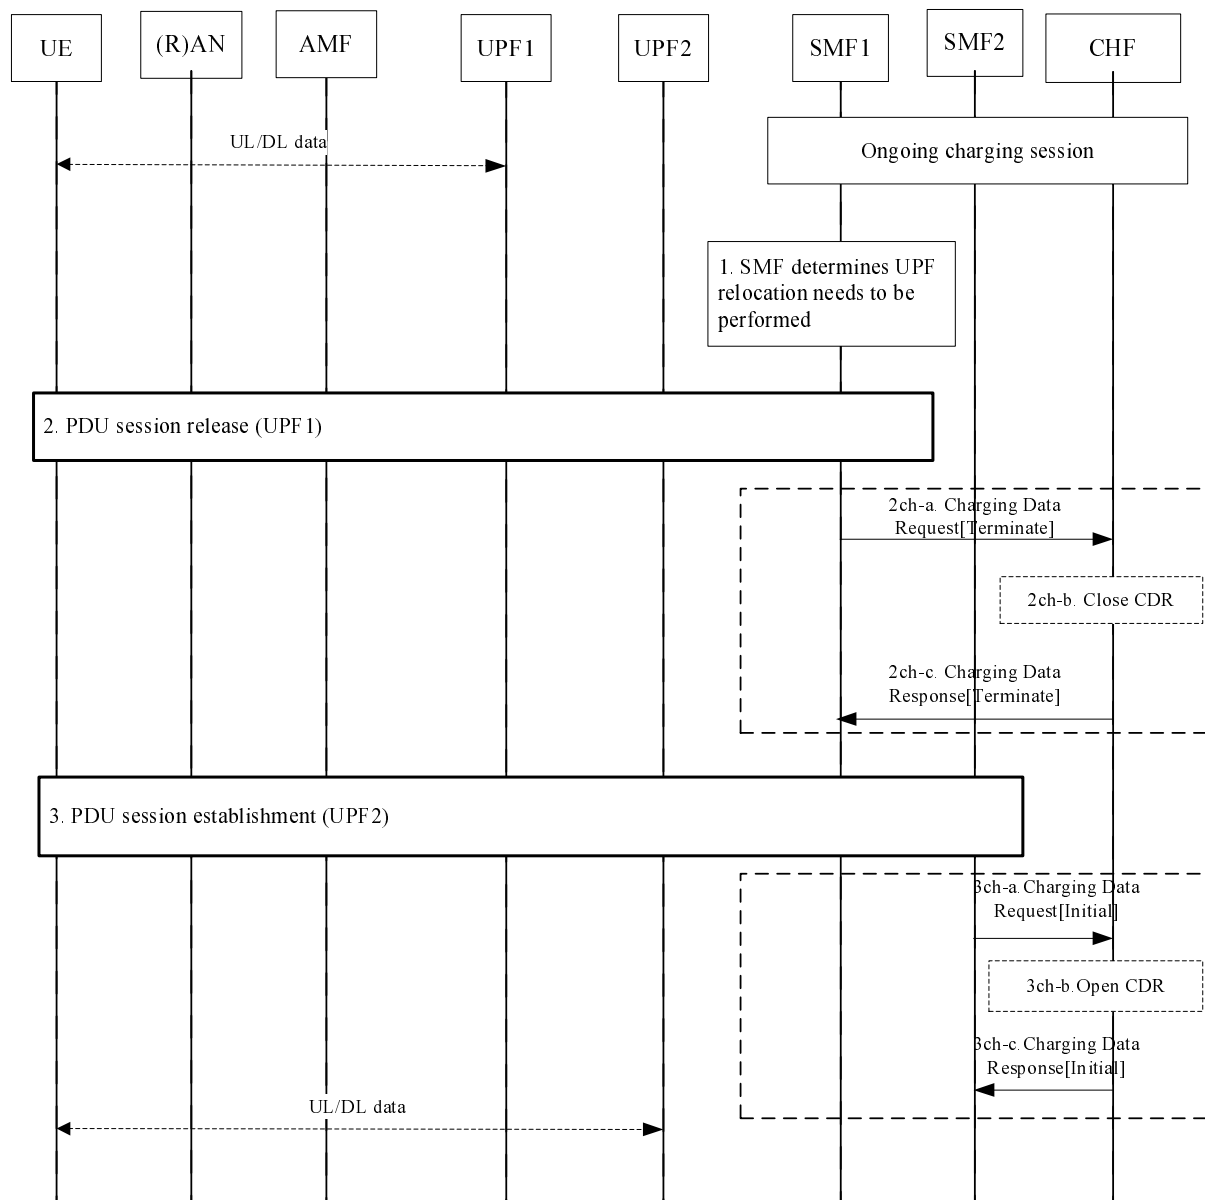 UE
(R)AN
AMF
UPF1
UPF2
SMF1
SMF2
CHF
UL/DL data
Ongoing charging session
1. SMF determines UPF
relocation needs to be
performed
2. PDU session release (UPF1)
2ch-a. Charging Data
Request[Terminate]
2ch-b. Close CDR
2ch-c. Charging Data
Response[Terminate]
3. PDU session establishment (UPF2)
3ch-a.Charging Data
Request[Initial]
3ch-b.Open CDR
3ch-c.Charging Data
Response[Initial]
UL/DL data